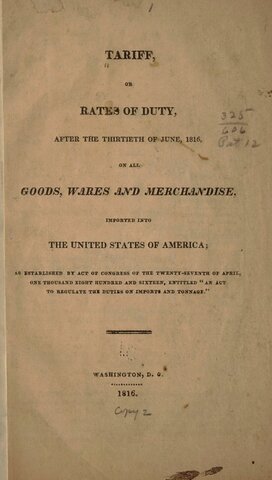 TARIFF,
OR
RATES OF DUTY,
AFTER THE THIRTIETH OF JUNE, 1816,
ON ALL
GOODS, WARES AND MERCHANDISE,
IMPORTED INTO
THE UNITED STATES OF AMERICA;
AS ESTABLISHED BY ACT OF CONGRESS OF THE TWENTY-SEVENTH OF APRIL,
ONE THOUSAND EIGHT HUNDRED AND SIXTEEN, ENTITLED "AN ACT
TO REGULATE THE DUTIES ON IMPORTS AND TONNAGE."
WASHINGTON, D. C.
1816.
Copy 2
325